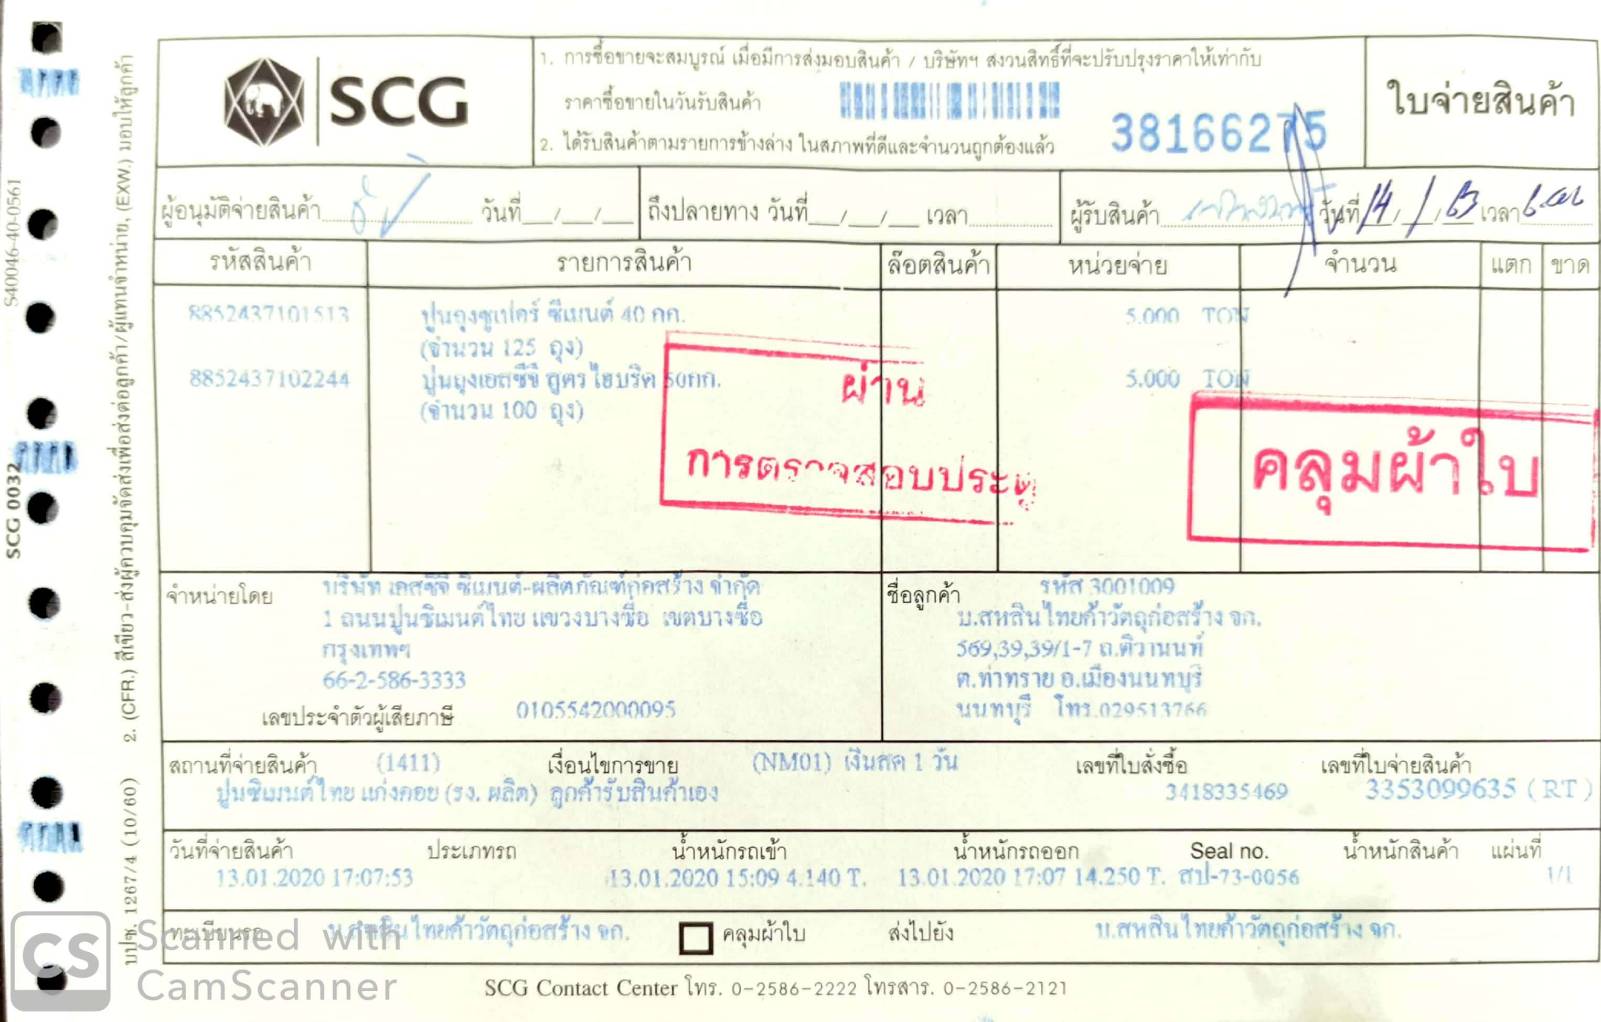 SCG
1. การซื้อขายจะสมบูรณ์ เมื่อมีการส่งมอบสินค้า / บริษัทฯ สงวนสิทธิ์ที่จะปรับปรุงราคาให้เท่ากับ
ราคาซื้อขายในวันรับสินค้า
2. ได้รับสินค้าตามรายการข้างล่าง ในสภาพที่ดีและจำนวนถูกต้องแล้ว
38166275
ใบจ่ายสินค้า
ผู้อนุมัติจ่ายสินค้า วันที่ __/__/__
ถึงปลายทาง วันที่ __/__/__ เวลา
ผู้รับสินค้า วันที่ 14/1/63 เวลา
รหัสสินค้า รายการสินค้า ล๊อตสินค้า หน่วยจ่าย จำนวน แตก ขาด
8852437101513 ปูนถุงซูเปอร์ ซีเมนต์ 40 กก. 5.000 TON
(จำนวน 125 ถุง)
8852437102244 ปูนถุงเอสซีจี สูตรไฮบริด 50กก. 5.000 TON
(จำนวน 100 ถุง)
ผ่าน
การตรวจสอบประตู
คลุมผ้าใบ
จำหน่ายโดย บริษัท เอสซีจี ซิเมนต์-ผลิตภัณฑ์ก่อสร้าง จำกัด
1 ถนนปูนซิเมนต์ไทย แขวงบางซื่อ เขตบางซื่อ
กรุงเทพฯ
66-2-586-3333
เลขประจำตัวผู้เสียภาษี 0105542000095
ชื่อลูกค้า รหัส 3001009
บ.สหสินไทยค้าวัตถุก่อสร้าง จก.
569,39,39/1-7 ถ.ติวานนท์
ต.ท่าทราย อ.เมืองนนทบุรี
นนทบุรี โทร.029513766
สถานที่จ่ายสินค้า (1411) เงื่อนไขการขาย (NM01) เงินสด 1 วัน เลขที่ใบสั่งซื้อ เลขที่ใบจ่ายสินค้า
ปูนซิเมนต์ไทย แก่งคอย (รง. ผลิต) ลูกค้ารับสินค้าเอง 3418335469 3353099635 (RT)
วันที่จ่ายสินค้า ประเภทรถ น้ำหนักรถเข้า น้ำหนักรถออก Seal no. น้ำหนักสินค้า แผ่นที่
13.01.2020 17:07:53 13.01.2020 15:09 4.140 T. 13.01.2020 17:07 14.250 T. สป-73-0056 1/1
ทะเบียนรถ บ.สหสินไทยค้าวัตถุก่อสร้าง จก. คลุมผ้าใบ ส่งไปยัง บ.สหสินไทยค้าวัตถุก่อสร้าง จก.
SCG Contact Center โทร. 0-2586-2222 โทรสาร. 0-2586-2121
S40046-40-0561
SCG 0032
บปซ. 1267/4 (10/60) 2. (CFR.) สีเขียว-ส่งผู้ควบคุมจัดส่งเพื่อส่งต่อลูกค้า/ผู้แทนจำหน่าย, (EXW.) มอบให้ลูกค้า
CS Scanned with
CamScanner